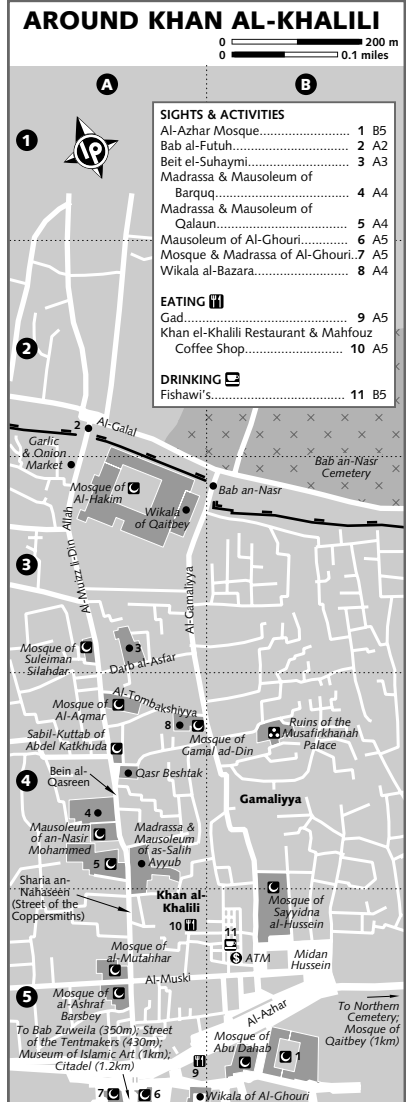 AROUND KHAN AL-KHALILI
0 200 m
0 0.1 miles
A B
1
SIGHTS & ACTIVITIES
Al-Azhar Mosque............................ 1 B5
Bab al-Futuh................................. 2 A2
Beit el-Suhaymi............................. 3 A3
Madrassa & Mausoleum of
Barquq.................................... 4 A4
Madrassa & Mausoleum of
Qalaun.................................... 5 A4
Mausoleum of Al-Ghouri............. 6 A5
Mosque & Madrassa of Al-Ghouri..7 A5
Wikala al-Bazara........................... 8 A4
EATING
Gad.............................................. 9 A5
Khan el-Khalili Restaurant & Mahfouz
Coffee Shop............................ 10 A5
DRINKING
Fishawi's..................................... 11 B5
2
2
Al-Galal
Garlic
& Onion
Market
Bab an-Nasr
Cemetery
Mosque of
Al-Hakim
Bab an-Nasr
Wikala
of Qaitbey
Al-Muizz li-Din Allah
3
Al-Gamaliyya
Mosque of
Suleiman
Silahdar
3
Darb al-Asfar
Al-Tombakshiyya
Mosque of
Al-Aqmar
8
Mosque of
Gamal ad-Din
Ruins of the
Musafirkhanah
Palace
Sabil-Kuttab of
Abdel Katkhuda
4
Bein al-
Qasreen
Qasr Beshtak
Gamaliyya
4
Mausoleum
of an-Nasir
Mohammed
Madrassa &
Mausoleum
of as-Salih
Ayyub
5
Sharia an-
Nahaseen
(Street of the
Coppersmiths)
Khan al-
Khalili
10
11
Mosque of
Sayyidna
al-Hussein
ATM
Midan
Hussein
Mosque of
al-Mutahhar
Al-Muski
5
Mosque of
al-Ashraf
Barsbey
Al-Azhar
To Northern
Cemetery;
Mosque of
Qaitbey (1km)
To Bab Zuweila (350m); Street
of the Tentmakers (430m);
Museum of Islamic Art (1km);
Citadel (1.2km)
Mosque of
Abu Dahab
1
9
7
6
Wikala of Al-Ghouri